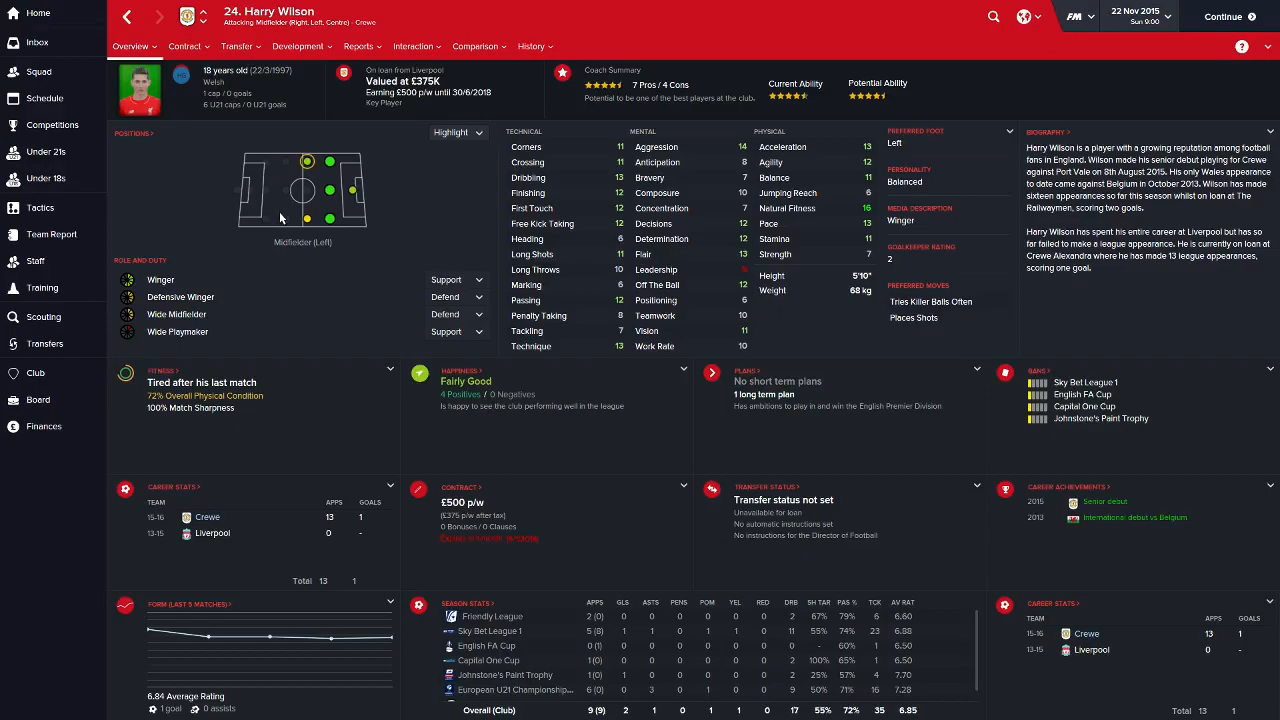 Home
Inbox
Squad
Schedule
Competitions
Under 21s
Under 18s
Tactics
Team Report
Staff
Training
Scouting
Transfers
Club
Board
Finances
24. Harry Wilson
Attacking Midfielder (Right, Left, Centre) - Crewe
FM
22 Nov 2015
Sun 9:00
Continue
Overview
Contract
Transfer
Development
Reports
Interaction
Comparison
History
?
HS
18 years old (22/3/1997)
Welsh
1 cap / 0 goals
6 U21 caps / 0 U21 goals
On loan from Liverpool
Valued at £375K
Earning £500 p/w until 30/6/2018
Key Player
Coach Summary
7 Pros / 4 Cons
Potential to be one of the best players at the club.
Current Ability
Potential Ability
POSITIONS >
Highlight
Midfielder (Left)
ROLE AND DUTY
Winger Support
Defensive Winger Defend
Wide Midfielder Defend
Wide Playmaker Support
TECHNICAL
Corners 11
Crossing 11
Dribbling 13
Finishing 12
First Touch 12
Free Kick Taking 12
Heading 6
Long Shots 11
Long Throws 10
Marking 6
Passing 12
Penalty Taking 8
Tackling 7
Technique 13
MENTAL
Aggression 14
Anticipation 8
Bravery 7
Composure 10
Concentration 7
Decisions 12
Determination 12
Flair 13
Leadership
Off The Ball 12
Positioning 6
Teamwork 10
Vision 11
Work Rate 10
PHYSICAL
Acceleration 13
Agility 12
Balance 11
Jumping Reach 6
Natural Fitness 16
Pace 13
Stamina 11
Strength 7
Height 5'10"
Weight 68 kg
PREFERRED FOOT
Left
PERSONALITY
Balanced
MEDIA DESCRIPTION
Winger
GOALKEEPER RATING
2
PREFERRED MOVES
Tries Killer Balls Often
Places Shots
BIOGRAPHY >
Harry Wilson is a player with a growing reputation among football
fans in England. Wilson made his senior debut playing for Crewe
against Port Vale on 8th August 2015. His only Wales appearance
to date came against Belgium in October 2013. Wilson has made
sixteen appearances so far this season whilst on loan at The
Railwaymen, scoring two goals.
Harry Wilson has spent his entire career at Liverpool but has so
far failed to make a league appearance. He is currently on loan at
Crewe Alexandra where he has made 13 league appearances,
scoring one goal.
FITNESS >
Tired after his last match
72% Overall Physical Condition
100% Match Sharpness
HAPPINESS >
Fairly Good
4 Positives / 0 Negatives
Is happy to see the club performing well in the league
PLANS >
No short term plans
1 long term plan
Has ambitions to play in and win the English Premier Division
BANS >
Sky Bet League 1
English FA Cup
Capital One Cup
Johnstone's Paint Trophy
CAREER STATS >
TEAM APPS GOALS
15-16 Crewe 13 1
13-15 Liverpool 0 -
Total 13 1
CONTRACT >
£500 p/w
(£375 p/w after tax)
0 Bonuses / 0 Clauses
TRANSFER STATUS >
Transfer status not set
Unavailable for loan
No automatic instructions set
No instructions for the Director of Football
CAREER ACHIEVEMENTS >
2015 Senior debut
2013 International debut vs Belgium
FORM (LAST 5 MATCHES) >
6.84 Average Rating
1 goal 0 assists
SEASON STATS > APPS GLS ASTS PENS POM YEL RED DRB SH TAR PAS % TCK AV RAT
Friendly League 2 (0) 0 0 0 0 0 0 2 67% 79% 6 6.60
Sky Bet League 1 5 (8) 1 1 0 1 1 0 11 55% 74% 23 6.88
English FA Cup 0 (1) 0 0 0 0 0 0 0 - 60% 1 6.50
Capital One Cup 1 (0) 0 0 0 0 0 0 2 100% 65% 1 6.50
Johnstone's Paint Trophy 1 (0) 1 0 0 0 0 0 2 25% 57% 4 7.70
European U21 Championship... 6 (0) 0 3 0 1 0 0 9 50% 71% 16 7.28
Overall (Club) 9 (9) 2 1 0 1 1 0 17 55% 72% 35 6.85
CAREER STATS >
TEAM APPS GOALS
15-16 Crewe 13 1
13-15 Liverpool 0 -
Total 13 1